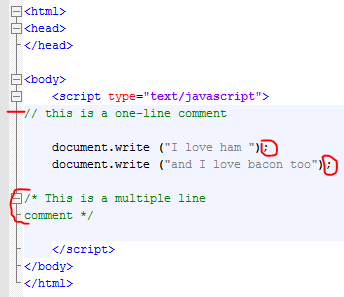 <html>
<head>
</head>
<body>
<script type="text/javascript">
// this is a one-line comment
document.write ("I love ham ");
document.write ("and I love bacon too");
/* This is a multiple line
comment */
</script>
</body>
</html>